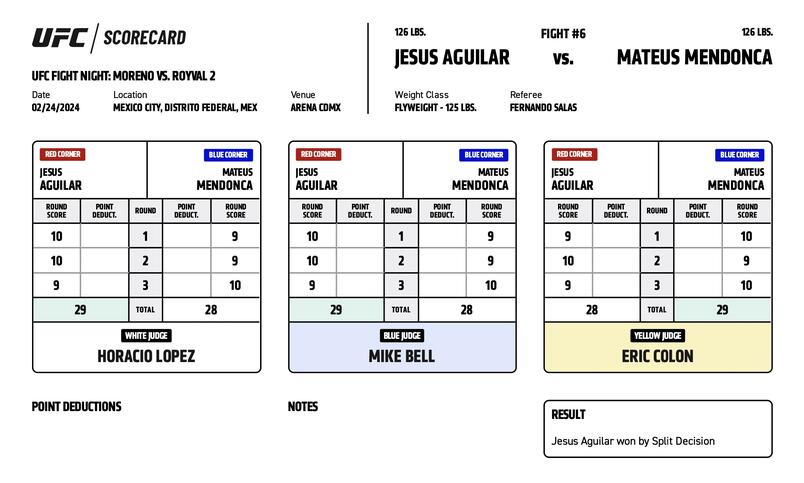 UFC SCORECARD
UFC FIGHT NIGHT: MORENO VS. ROYVAL 2
Date Location Venue
02/24/2024 MEXICO CITY, DISTRITO FEDERAL, MEX ARENA CDMX
126 LBS. FIGHT #6 126 LBS.
JESUS AGUILAR VS. MATEUS MENDONCA
Weight Class Referee
FLYWEIGHT - 125 LBS. FERNANDO SALAS
RED CORNER BLUE CORNER
JESUS MATEUS
AGUILAR MENDONCA
ROUND POINT ROUND POINT ROUND
SCORE DEDUCT. DEDUCT. SCORE
10 1 9
10 2 9
9 3 10
29 TOTAL 28
WHITE JUDGE
HORACIO LOPEZ
RED CORNER BLUE CORNER
JESUS MATEUS
AGUILAR MENDONCA
ROUND POINT ROUND POINT ROUND
SCORE DEDUCT. DEDUCT. SCORE
10 1 9
10 2 9
9 3 10
29 TOTAL 28
BLUE JUDGE
MIKE BELL
RED CORNER BLUE CORNER
JESUS MATEUS
AGUILAR MENDONCA
ROUND POINT ROUND POINT ROUND
SCORE DEDUCT. DEDUCT. SCORE
9 1 10
10 2 9
9 3 10
28 TOTAL 29
YELLOW JUDGE
ERIC COLON
POINT DEDUCTIONS
NOTES
RESULT
Jesus Aguilar won by Split Decision